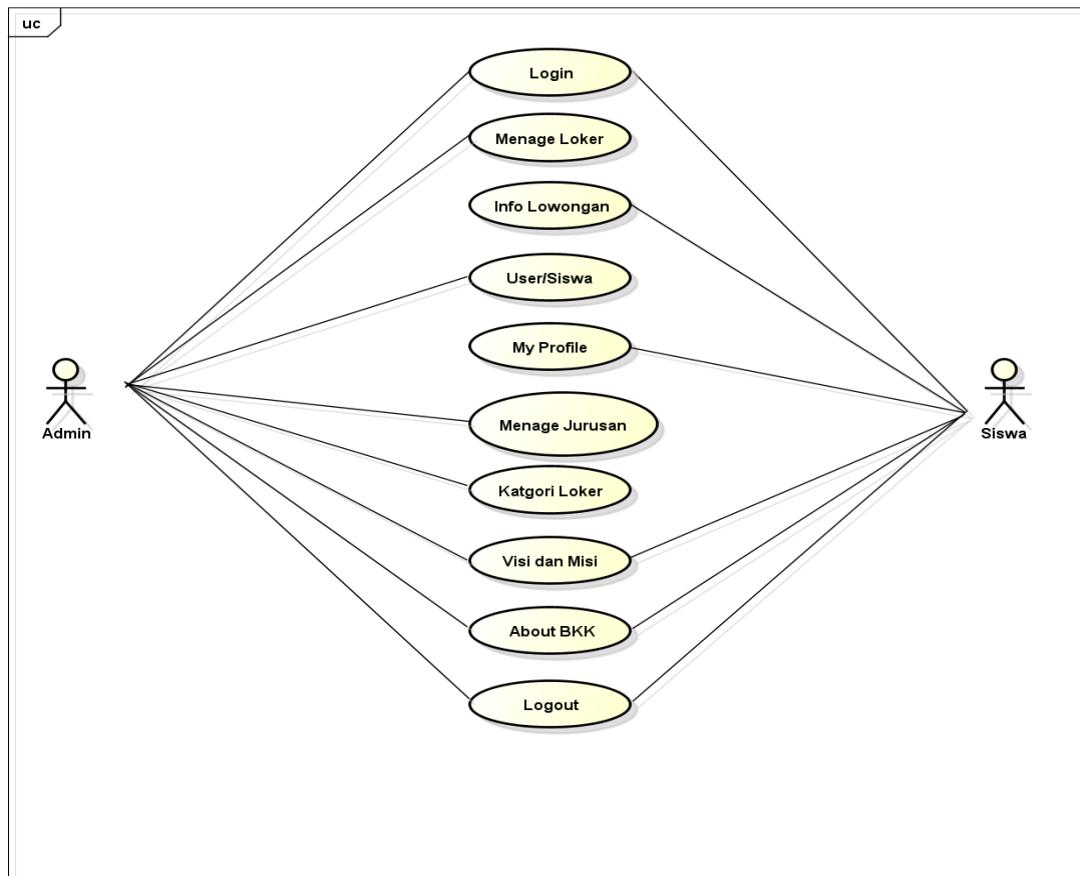 uc
Login
Menage Loker
Info Lowongan
User/Siswa
My Profile
Admin
Siswa
Menage Jurusan
Katgori Loker
Visi dan Misi
About BKK
Logout